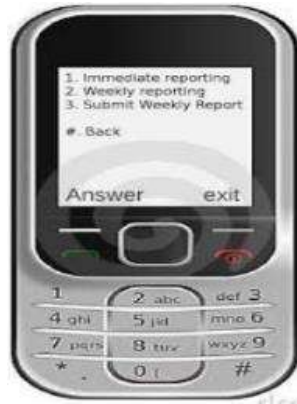 1. Immediate reporting
2. Weekly reporting
3. Submit Weekly Report
#. Back
Answer exit
1 2 abc def 3
4 ghi 5 jkl mno 6
7 pqrs 8 tuv wxyz 9
* 0 #